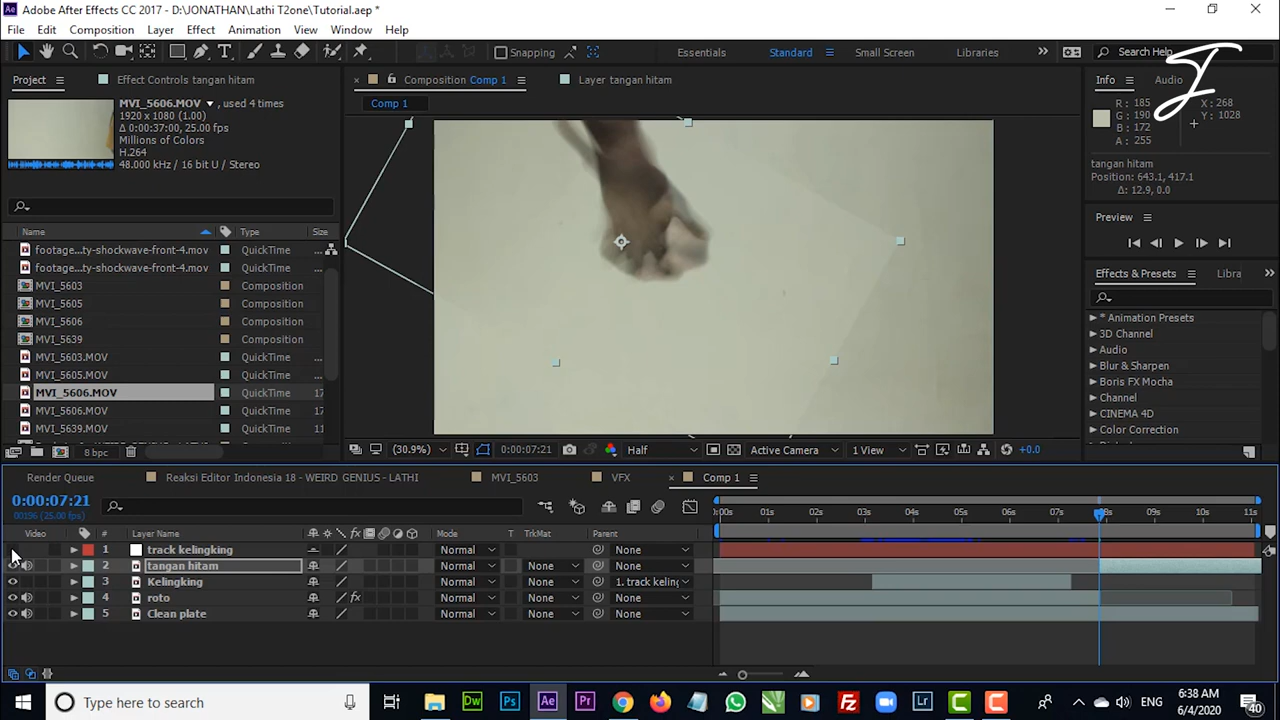 Adobe After Effects CC 2017 - D:\JONATHAN\Lathi TZone\Tutorial.aep *
File Edit Composition Layer Effect Animation View Window Help
Snapping Essentials Standard Small Screen Libraries Search Help
Project Effect Controls tangan hitam Composition Comp 1 Layer tangan hitam Info Audio
Comp 1
MVI_5606.MOV ▼, used 4 times
1920 x 1080 (1.00)
Δ 0:00:37:00, 25.00 fps
Millions of Colors
H.264
48.000 kHz / 16 bit U / Stereo
R : 185 X : 268
G : 190 Y : 1028
B : 172
A : 255
tangan hitam
Position: 643.1, 417.1
Δ: 12.9, 0.0
Preview
Effects & Presets Libra
* Animation Presets
3D Channel
Audio
Blur & Sharpen
Boris FX Mocha
Channel
CINEMA 4D
Color Correction
Name Type Size
footage...ty-shockwave-front-4.mov QuickTime ...
footage...ty-shockwave-front-4.mov QuickTime ...
MVI_5603 Composition
MVI_5605 Composition
MVI_5606 Composition
MVI_5639 Composition
MVI_5603.MOV QuickTime ...
MVI_5605.MOV QuickTime ...
MVI_5606.MOV QuickTime 17
MVI_5606.MOV QuickTime 17
MVI_5639.MOV QuickTime 11
8 bpc
(30.9%) 0:00:07:21 Half Active Camera 1 View +0.0
Render Queue Reaksi Editor Indonesia 18 - WEIRD GENIUS - LATHI MVI_5603 VFX Comp 1
0:00:07:21
00196 (25.00 fps)
:00s 01s 02s 03s 04s 05s 06s 07s 08s 09s 10s 11s
Video # Layer Name Mode T TrkMat Parent
1 track kelingking Normal None
2 tangan hitam Normal None None
3 Kelingking Normal None 1. track keling
4 roto Normal None None
5 Clean plate Normal None None
Type here to search
ENG
6:38 AM
6/4/2020
40